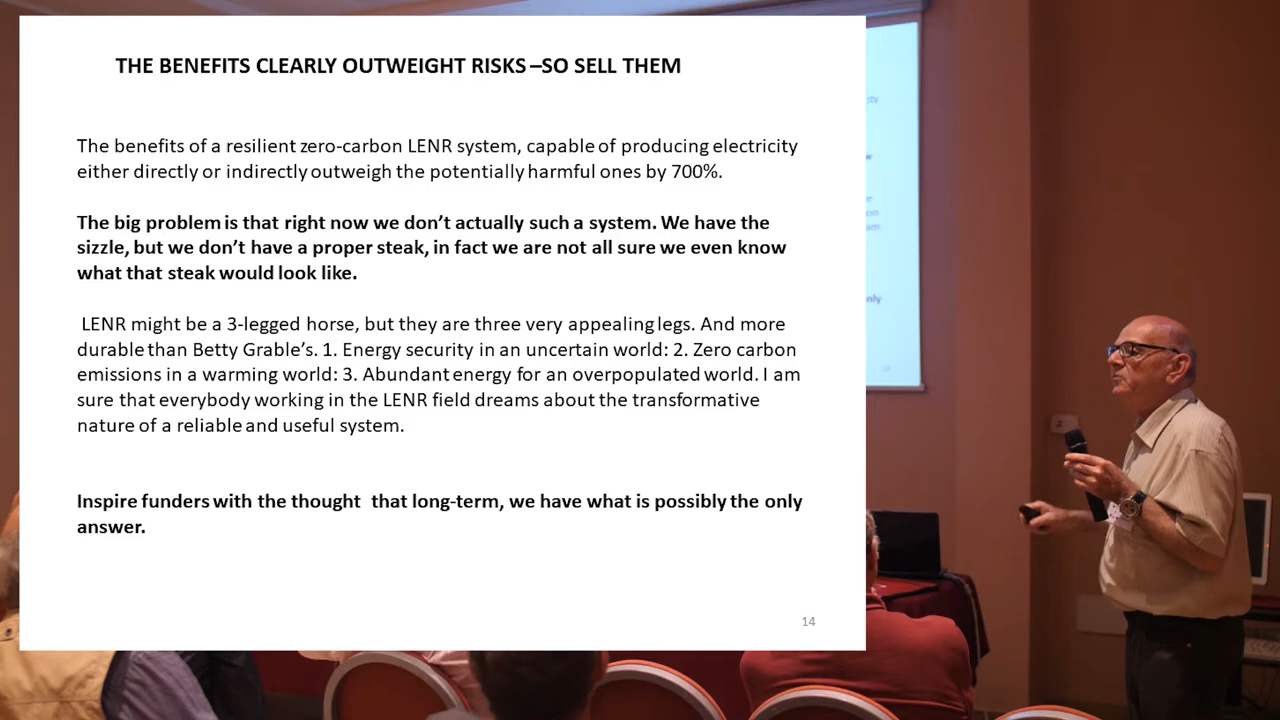 THE BENEFITS CLEARLY OUTWEIGHT RISKS –SO SELL THEM
The benefits of a resilient zero-carbon LENR system, capable of producing electricity
either directly or indirectly outweigh the potentially harmful ones by 700%.
The big problem is that right now we don't actually such a system. We have the
sizzle, but we don't have a proper steak, in fact we are not all sure we even know
what that steak would look like.
LENR might be a 3-legged horse, but they are three very appealing legs. And more
durable than Betty Grable's. 1. Energy security in an uncertain world: 2. Zero carbon
emissions in a warming world: 3. Abundant energy for an overpopulated world. I am
sure that everybody working in the LENR field dreams about the transformative
nature of a reliable and useful system.
Inspire funders with the thought  that long-term, we have what is possibly the only
answer.
14